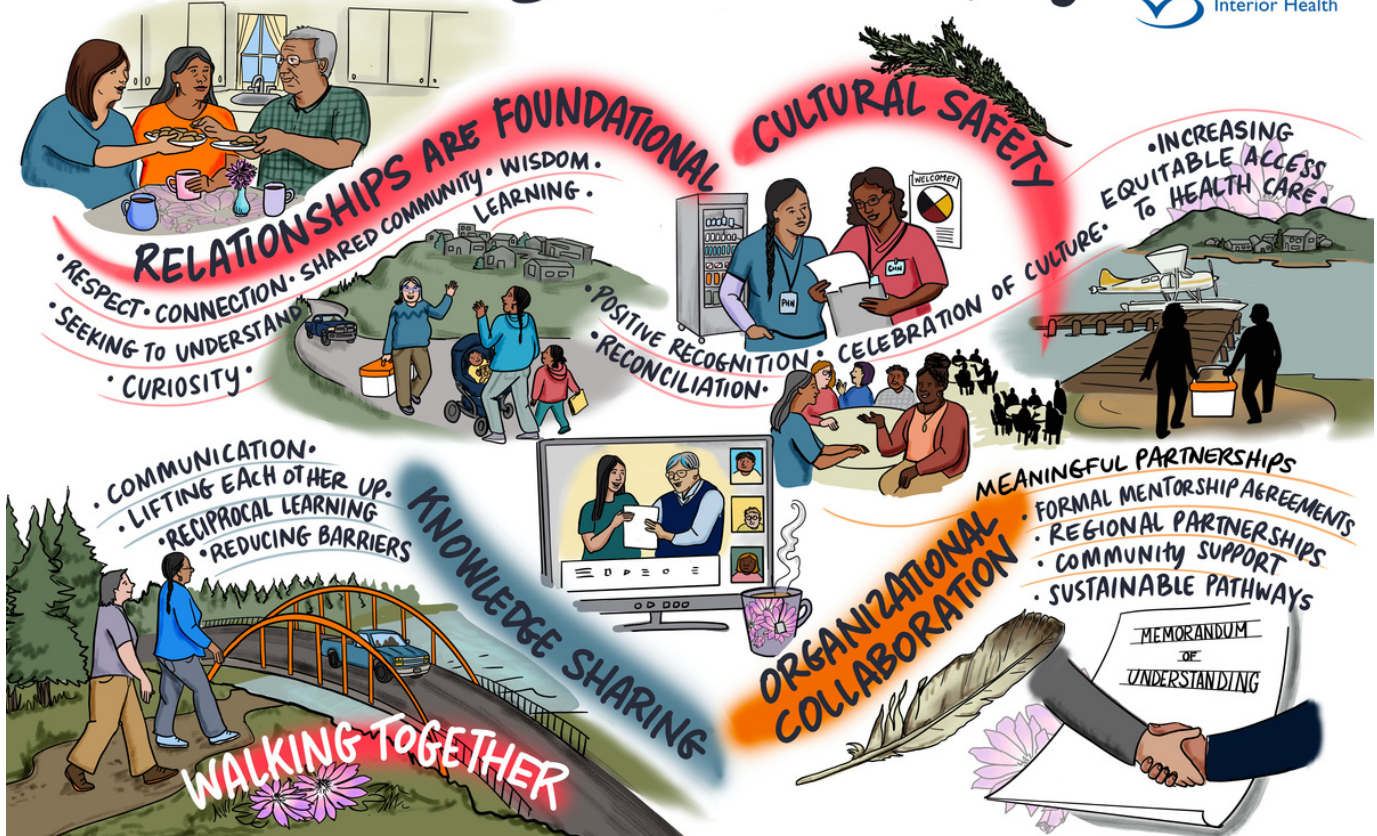 Interior Health
RELATIONSHIPS ARE FOUNDATIONAL
• RESPECT • CONNECTION • SHARED COMMUNITY • WISDOM •
LEARNING •
• SEEKING TO UNDERSTAND
• CURIOSITY •
CULTURAL SAFETY
WELCOME!
PHN
CHN
• POSITIVE RECOGNITION • CELEBRATION OF CULTURE •
• RECONCILIATION •
• INCREASING
EQUITABLE ACCESS
TO HEALTH CARE •
• COMMUNICATION •
• LIFTING EACH OTHER UP •
• RECIPROCAL LEARNING
• REDUCING BARRIERS
KNOWLEDGE SHARING
WALKING TOGETHER
ORGANIZATIONAL
COLLABORATION
MEANINGFUL PARTNERSHIPS
• FORMAL MENTORSHIP AGREEMENTS
• REGIONAL PARTNERSHIPS
• COMMUNITY SUPPORT
• SUSTAINABLE PATHWAYS
MEMORANDUM
OF
UNDERSTANDING